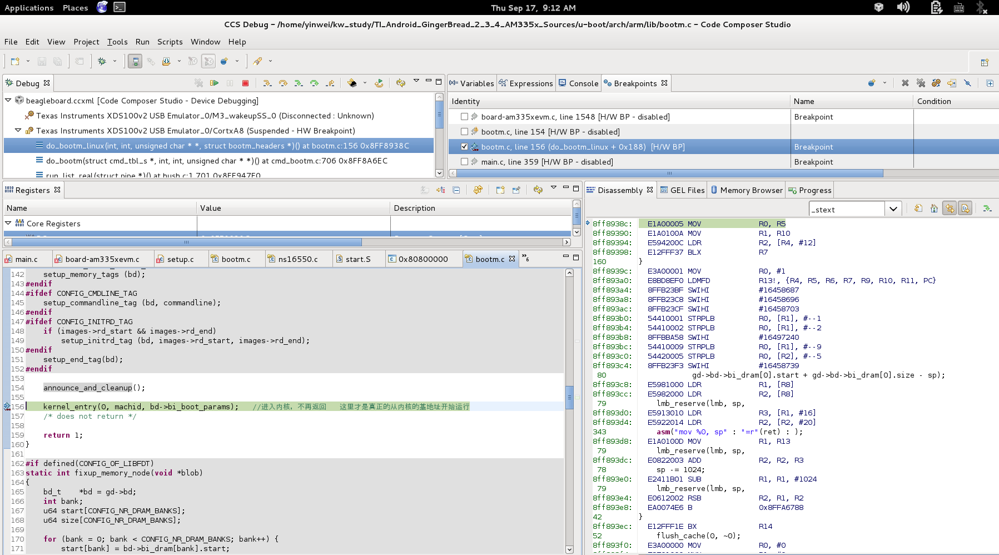 Applications Places
Thu Sep 17, 9:12 AM
CCS Debug - /home/yinwei/kw_study/TI_Android_GingerBread_2_3_4_AM335x_Sources/u-boot/arch/arm/lib/bootm.c - Code Composer Studio
File Edit View Project Tools Run Scripts Window Help
Debug
beagleboard.ccxml [Code Composer Studio - Device Debugging]
Texas Instruments XDS100v2 USB Emulator_0/M3_wakeupSS_0 (Disconnected : Unknown)
Texas Instruments XDS100v2 USB Emulator_0/CortxA8 (Suspended - HW Breakpoint)
do_bootm_linux(int, int, unsigned char * *, struct bootm_headers *)() at bootm.c:156 0x8FF8938C
do_bootm(struct cmd_tbl_s *, int, int, unsigned char * *)() at cmd_bootm.c:706 0x8FF8A6EC
run_list_real(struct pipe *)() at hush.c:1,701 0x8FF947F0
Variables Expressions Console Breakpoints
Identity Name Condition
board-am335xevm.c, line 1548 [H/W BP - disabled] Breakpoint
bootm.c, line 154 [H/W BP - disabled]
bootm.c, line 156 (do_bootm_linux + 0x188) [H/W BP] Breakpoint
main.c, line 359 [H/W BP - disabled] Breakpoint
Registers
Name Value Description
Core Registers
main.c board-am335xevm.c setup.c bootm.c ns16550.c start.S 0x80800000 bootm.c »6
142 setup_memory_tags (bd);
143 #endif
144 #ifdef CONFIG_CMDLINE_TAG
145 setup_commandline_tag (bd, commandline);
146 #endif
147 #ifdef CONFIG_INITRD_TAG
148 if (images->rd_start && images->rd_end)
149 setup_initrd_tag (bd, images->rd_start, images->rd_end);
150 #endif
151 setup_end_tag(bd);
152 #endif
153
154 announce_and_cleanup();
155
156 kernel_entry(0, machid, bd->bi_boot_params); //进入内核，不再返回 这里才是真正的从内核的基地址开始运行
157 /* does not return */
158
159 return 1;
160 }
161
162 #if defined(CONFIG_OF_LIBFDT)
163 static int fixup_memory_node(void *blob)
164 {
165 bd_t *bd = gd->bd;
166 int bank;
167 u64 start[CONFIG_NR_DRAM_BANKS];
168 u64 size[CONFIG_NR_DRAM_BANKS];
169
170 for (bank = 0; bank < CONFIG_NR_DRAM_BANKS; bank++) {
171 start[bank] = bd->bi_dram[bank].start;
Disassembly GEL Files Memory Browser Progress
_stext
8ff8938c: E1A00005 MOV R0, R5
8ff89390: E1A0100A MOV R1, R10
8ff89394: E594200C LDR R2, [R4, #12]
8ff89398: E12FFF37 BLX R7
160 }
8ff8939c: E3A00001 MOV R0, #1
8ff893a0: E8BD8EF0 LDMFD R13!, {R4, R5, R6, R7, R9, R10, R11, PC}
8ff893a4: 8FFB23BF SWIHI #16458687
8ff893a8: 8FFB23C8 SWIHI #16458696
8ff893ac: 8FFB23CF SWIHI #16458703
8ff893b0: 54410001 STRPLB R0, [R1], #--1
8ff893b4: 54410002 STRPLB R0, [R1], #--2
8ff893b8: 8FFBBA58 SWIHI #16497240
8ff893bc: 54410009 STRPLB R0, [R1], #--9
8ff893c0: 54420005 STRPLB R0, [R2], #--5
8ff893c4: 8FFB23F3 SWIHI #16458739
80 gd->bd->bi_dram[0].start + gd->bd->bi_dram[0].size - sp);
8ff893c8: E5981000 LDR R1, [R8]
8ff893cc: E5982000 LDR R2, [R8]
79 lmb_reserve(lmb, sp,
8ff893d0: E5913010 LDR R3, [R1, #16]
8ff893d4: E5922014 LDR R2, [R2, #20]
343 asm("mov %0, sp" : "=r"(ret) : );
8ff893d8: E1A0100D MOV R1, R13
79 lmb_reserve(lmb, sp,
8ff893dc: E0822003 ADD R2, R2, R3
78 sp -= 1024;
8ff893e0: E2411B01 SUB R1, R1, #1024
79 lmb_reserve(lmb, sp,
8ff893e4: E0612002 RSB R2, R1, R2
8ff893e8: EA0074E6 B 0x8FFA6788
42 }
8ff893ec: E12FFF1E BX R14
52 flush_cache(0, ~0);
8ff893f0: E3A00000 MOV R0, #0